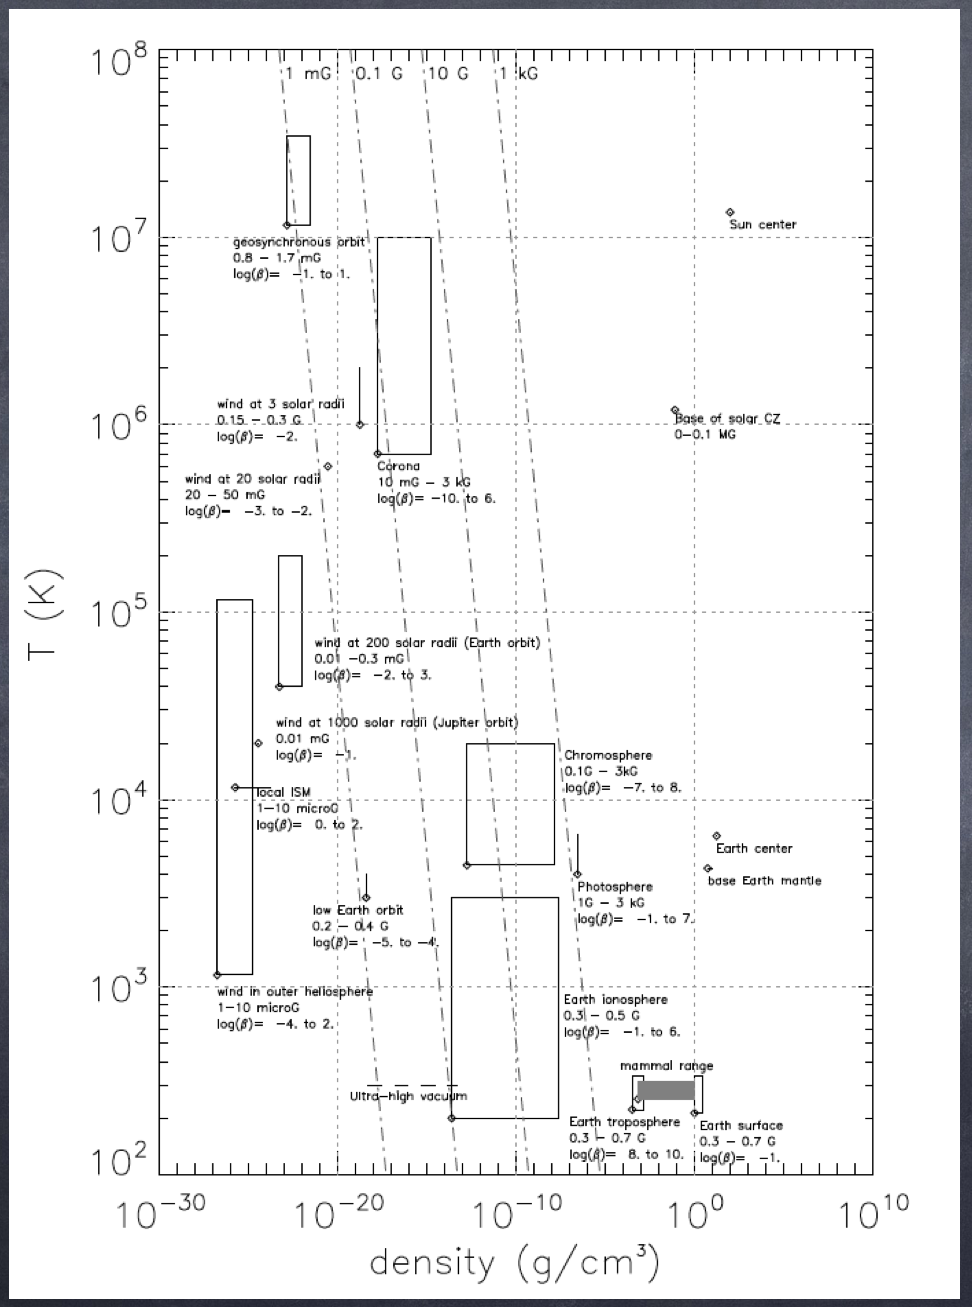 10^8
1 mG
0.1 G
10 G
1 kG
Sun center
10^7
geosynchronous orbit
0.8 – 1.7 mG
log(β)= −1. to 1.
wind at 3 solar radii
0.15 – 0.3 G
log(β)= −2.
10^6
Base of solar CZ
0–0.1 MG
Corona
10 mG – 3 kG
log(β)= −10. to 6.
wind at 20 solar radii
20 – 50 mG
log(β)= −3. to −2.
T (K)
10^5
wind at 200 solar radii (Earth orbit)
0.01 –0.3 mG
log(β)= −2. to 3.
wind at 1000 solar radii (Jupiter orbit)
0.01 mG
log(β)= −1.
Chromosphere
0.1G – 3kG
log(β)= −7. to 8.
10^4
local ISM
1–10 microG
log(β)= 0. to 2.
Earth center
base Earth mantle
Photosphere
1G – 3 kG
log(β)= −1. to 7.
low Earth orbit
0.2 – 0.4 G
log(β)= −5. to −4.
10^3
wind in outer heliosphere
1–10 microG
log(β)= −4. to 2.
Earth ionosphere
0.3 – 0.5 G
log(β)= −1. to 6.
mammal range
Ultra–high vacuum
Earth troposphere
0.3 – 0.7 G
log(β)= 8. to 10.
Earth surface
0.3 – 0.7 G
log(β)= −1.
10^2
10^−30
10^−20
10^−10
10^0
10^10
density (g/cm³)